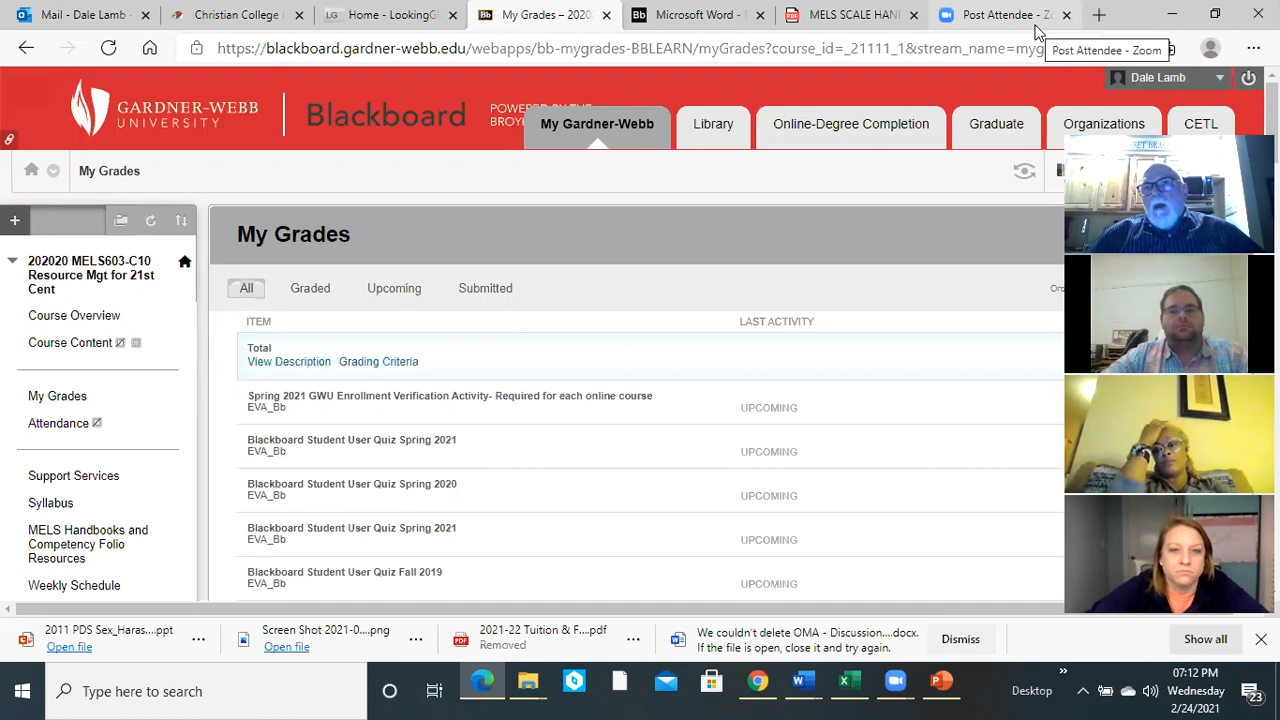 Mail - Dale Lamb -
Christian College
LG Home - LookingG
Bb My Grades – 2020
Bb Microsoft Word -
PDF MELS SCALE HAN
Post Attendee - Zo
https://blackboard.gardner-webb.edu/webapps/bb-mygrades-BBLEARN/myGrades?course_id=_21111_1&stream_name=myg
Post Attendee - Zoom
Dale Lamb
GARDNER-WEBB
UNIVERSITY
Blackboard
POWERED BY THE
My Gardner-Webb
Library
Online-Degree Completion
Graduate
Organizations
CETL
My Grades
My Grades
202020 MELS603-C10
Resource Mgt for 21st
Cent
Course Overview
Course Content
My Grades
Attendance
Support Services
Syllabus
MELS Handbooks and
Competency Folio
Resources
Weekly Schedule
All
Graded
Upcoming
Submitted
ITEM
LAST ACTIVITY
Total
View Description Grading Criteria
Spring 2021 GWU Enrollment Verification Activity- Required for each online course
EVA_Bb
UPCOMING
Blackboard Student User Quiz Spring 2021
EVA_Bb
UPCOMING
Blackboard Student User Quiz Spring 2020
EVA_Bb
UPCOMING
Blackboard Student User Quiz Spring 2021
EVA_Bb
UPCOMING
Blackboard Student User Quiz Fall 2019
EVA_Bb
UPCOMING
2011 PDS Sex_Haras....ppt
Open file
Screen Shot 2021-0....png
Open file
2021-22 Tuition & F....pdf
Removed
We couldn't delete OMA - Discussion....docx.
If the file is open, close it and try again.
Dismiss
Show all
Type here to search
Desktop
07:12 PM
Wednesday
2/24/2021
23